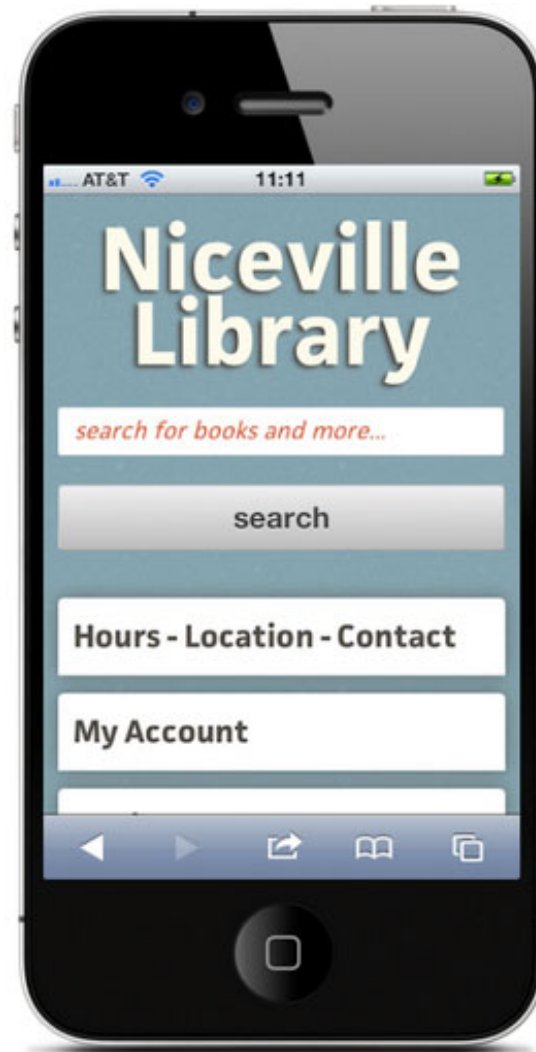 AT&T 11:11
Niceville
Library
search for books and more...
search
Hours - Location - Contact
My Account